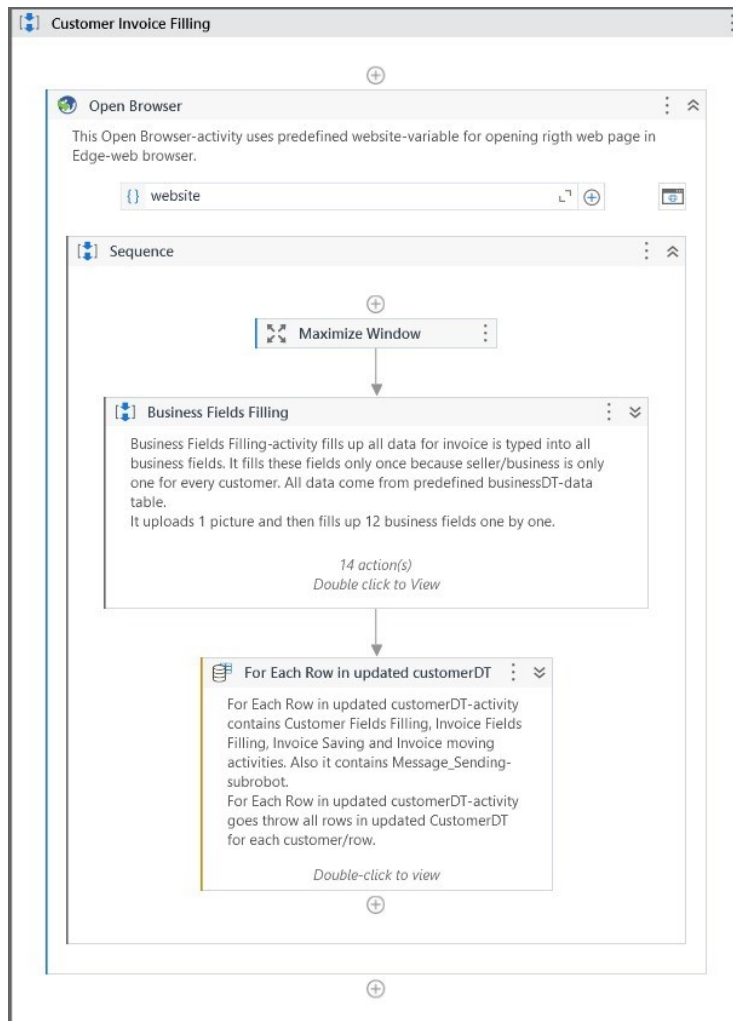 Customer Invoice Filling
Open Browser
This Open Browser-activity uses predefined website-variable for opening rigth web page in
Edge-web browser.
{} website
Sequence
Maximize Window
Business Fields Filling
Business Fields Filling-activity fills up all data for invoice is typed into all
business fields. It fills these fields only once because seller/business is only
one for every customer. All data come from predefined businessDT-data
table.
It uploads 1 picture and then fills up 12 business fields one by one.
14 action(s)
Double click to View
For Each Row in updated customerDT
For Each Row in updated customerDT-activity
contains Customer Fields Filling, Invoice Fields
Filling, Invoice Saving and Invoice moving
activities. Also it contains Message_Sending-
subrobot.
For Each Row in updated customerDT-activity
goes throw all rows in updated CustomerDT
for each customer/row.
Double-click to view